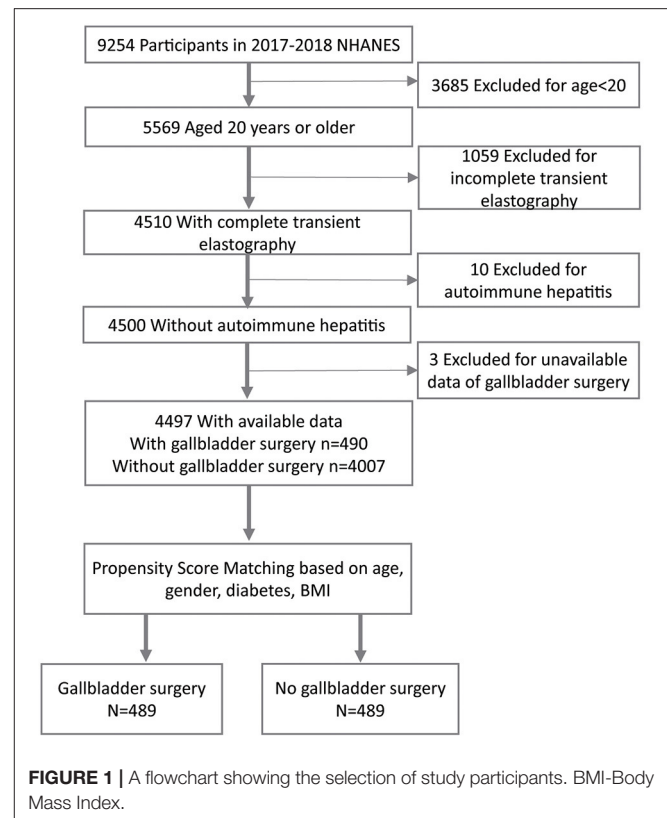 9254 Participants in 2017-2018 NHANES
3685 Excluded for age<20
5569 Aged 20 years or older
1059 Excluded for
incomplete transient
elastography
4510 With complete transient
elastography
10 Excluded for
autoimmune hepatitis
4500 Without autoimmune hepatitis
3 Excluded for unavailable
data of gallbladder surgery
4497 With available data
With gallbladder surgery n=490
Without gallbladder surgery n=4007
Propensity Score Matching based on age,
gender, diabetes, BMI
Gallbladder surgery
N=489
No gallbladder surgery
N=489
FIGURE 1 | A flowchart showing the selection of study participants. BMI-Body
Mass Index.